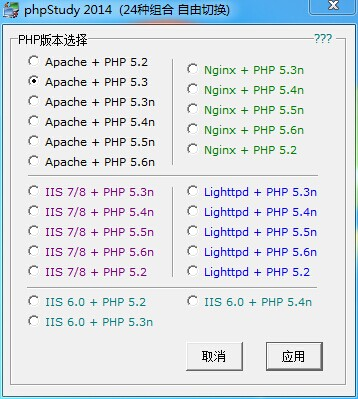 phpStudy 2014 (24种组合 自由切换)
PHP版本选择
???
Apache + PHP 5.2
Apache + PHP 5.3
Apache + PHP 5.3n
Apache + PHP 5.4n
Apache + PHP 5.5n
Apache + PHP 5.6n
Nginx + PHP 5.3n
Nginx + PHP 5.4n
Nginx + PHP 5.5n
Nginx + PHP 5.6n
Nginx + PHP 5.2
IIS 7/8 + PHP 5.3n
IIS 7/8 + PHP 5.4n
IIS 7/8 + PHP 5.5n
IIS 7/8 + PHP 5.6n
IIS 7/8 + PHP 5.2
Lighttpd + PHP 5.3n
Lighttpd + PHP 5.4n
Lighttpd + PHP 5.5n
Lighttpd + PHP 5.6n
Lighttpd + PHP 5.2
IIS 6.0 + PHP 5.2
IIS 6.0 + PHP 5.3n
IIS 6.0 + PHP 5.4n
取消
应用